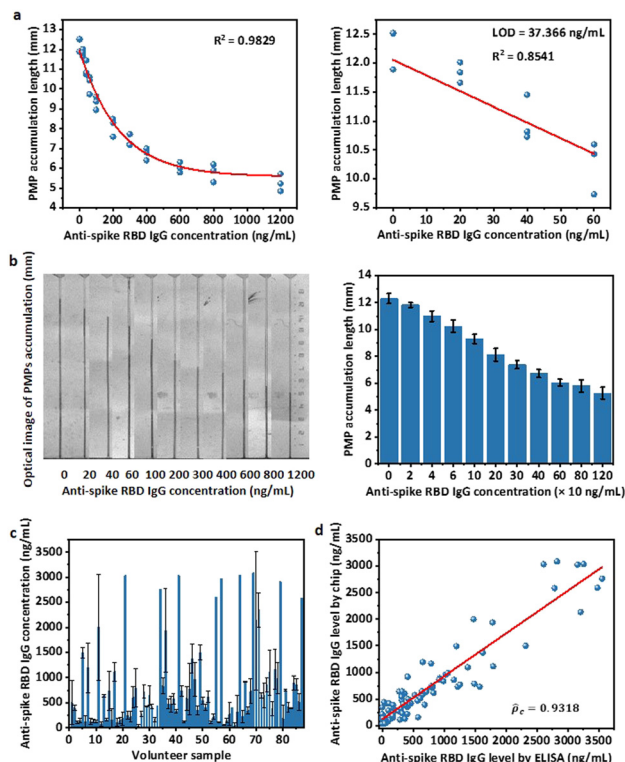 a
PMP accumulation length (mm)
13
12
11
10
9
8
7
6
5
4
R² = 0.9829
0 200 400 600 800 1000 1200
Anti-spike RBD IgG concentration (ng/mL)
PMP accumulation length (mm)
12.5
12.0
11.5
11.0
10.5
10.0
9.5
LOD = 37.366 ng/mL
R² = 0.8541
0 10 20 30 40 50 60
Anti-spike RBD IgG concentration (ng/mL)
b
Optical image of PMPs accumulation (mm)
0 20 40 60 100 200 300 400 600 800 1200
Anti-spike RBD IgG concentration (ng/mL)
PMP accumulation length (mm)
14
12
10
8
6
4
2
0
0 2 4 6 10 20 30 40 60 80 120
Anti-spike RBD IgG concentration (× 10 ng/mL)
c
Anti-spike RBD IgG concentration (ng/mL)
3500
3000
2500
2000
1500
1000
500
0
0 10 20 30 40 50 60 70 80
Volunteer sample
d
Anti-spike RBD IgG level by chip (ng/mL)
3500
3000
2500
2000
1500
1000
500
0
ρ̂c = 0.9318
0 500 1000 1500 2000 2500 3000 3500
Anti-spike RBD IgG level by ELISA (ng/mL)